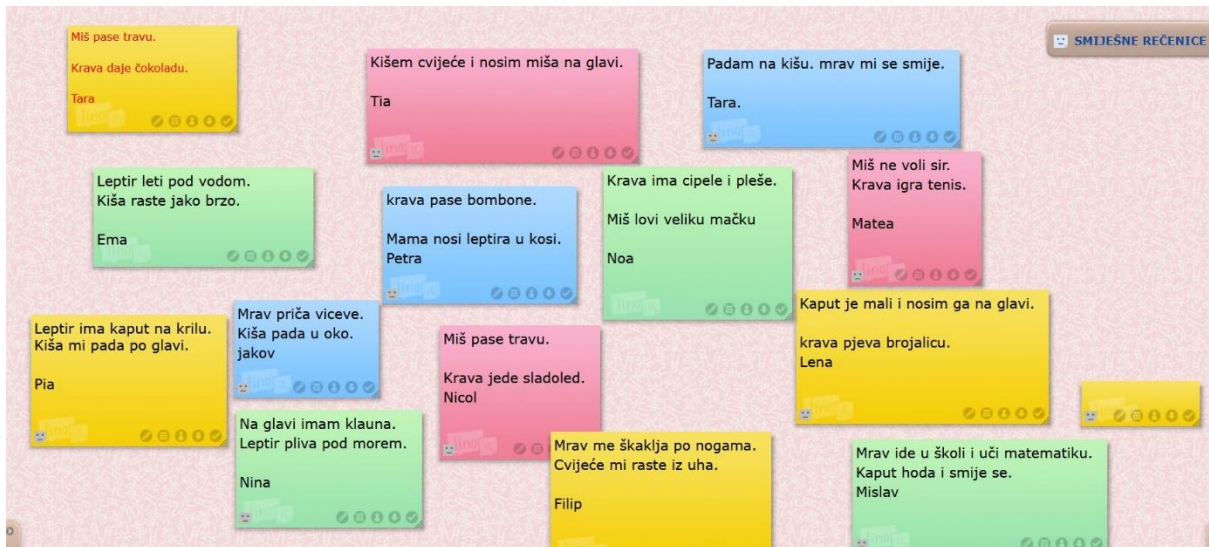 SMIJEŠNE REČENICE
Miš pase travu.
Krava daje čokoladu.
Tara
Kišem cvijeće i nosim miša na glavi.
Tia
Padam na kišu. mrav mi se smije.
Tara.
Leptir leti pod vodom.
Kiša raste jako brzo.
Ema
krava pase bombone.
Mama nosi leptira u kosi.
Petra
Krava ima cipele i pleše.
Miš lovi veliku mačku
Noa
Miš ne voli sir.
Krava igra tenis.
Matea
Leptir ima kaput na krilu.
Kiša mi pada po glavi.
Pia
Mrav priča viceve.
Kiša pada u oko.
jakov
Miš pase travu.
Krava jede sladoled.
Nicol
Kaput je mali i nosim ga na glavi.
krava pjeva brojalicu.
Lena
Na glavi imam klauna.
Leptir pliva pod morem.
Nina
Mrav me škaklja po nogama.
Cvijeće mi raste iz uha.
Filip
Mrav ide u školi i uči matematiku.
Kaput hoda i smije se.
Mislav